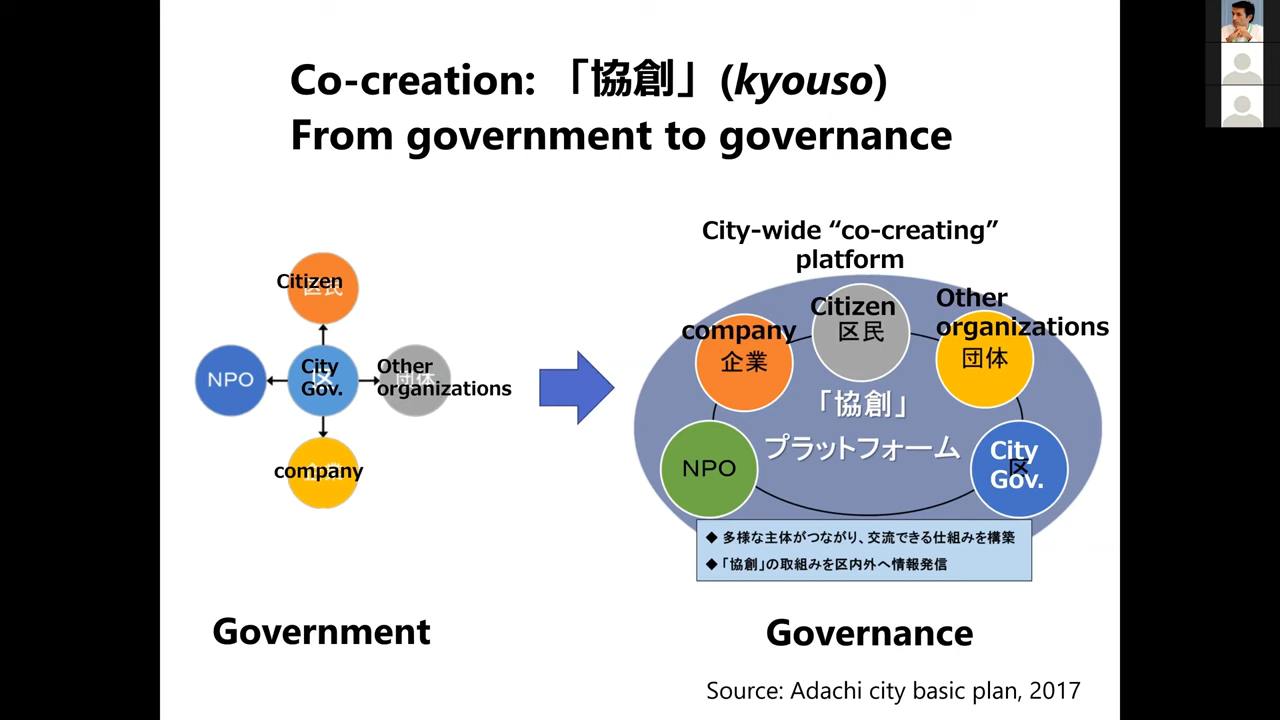 Co-creation: 「協創」 (kyouso)
From government to governance
Citizen
区民
NPO
City
Gov.
区
Other
organizations
団体
company
Government
City-wide “co-creating”
platform
company
企業
Citizen
区民
Other
organizations
団体
「協創」
プラットフォーム
NPO
City
Gov.
区
◆ 多様な主体がつながり、交流できる仕組みを構築
◆ 「協創」の取組みを区内外へ情報発信
Governance
Source: Adachi city basic plan, 2017